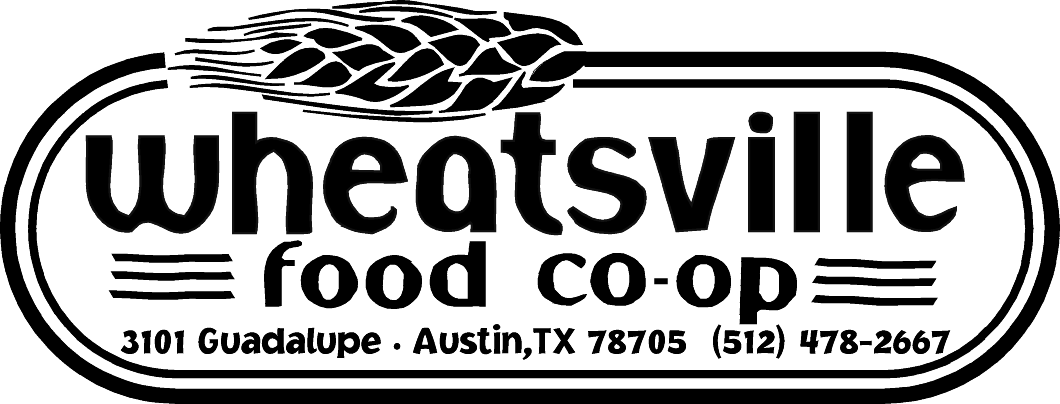 wheatsville
food co-op
3101 Guadalupe · Austin,TX 78705 (512) 478-2667